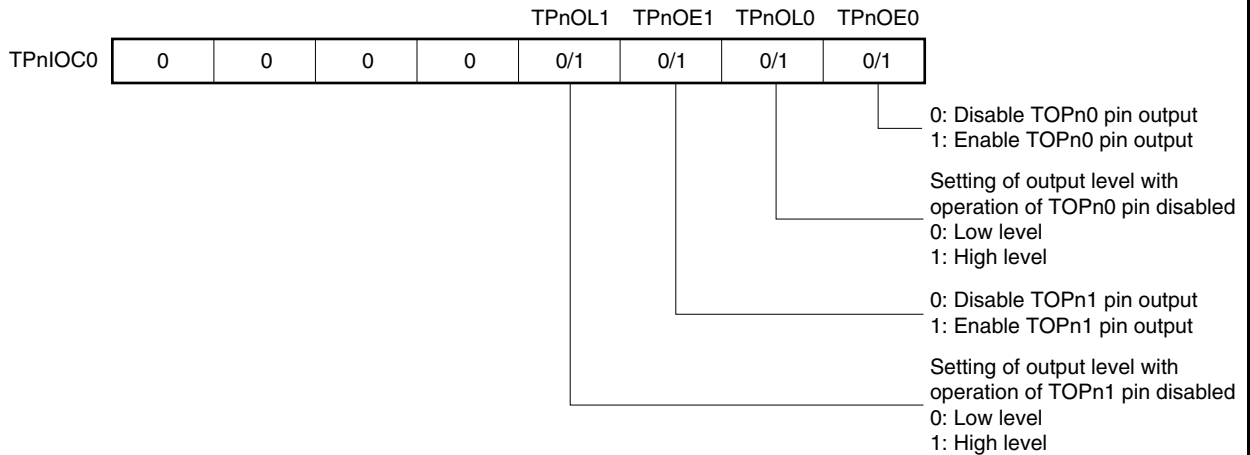 TPnOL1 TPnOE1 TPnOL0 TPnOE0
TPnIOC0 0 0 0 0 0/1 0/1 0/1 0/1
0: Disable TOPn0 pin output
1: Enable TOPn0 pin output
Setting of output level with
operation of TOPn0 pin disabled
0: Low level
1: High level
0: Disable TOPn1 pin output
1: Enable TOPn1 pin output
Setting of output level with
operation of TOPn1 pin disabled
0: Low level
1: High level